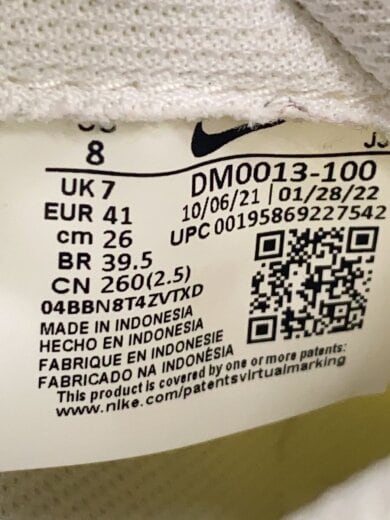 US
8
UK 7
EUR 41
cm 26
BR 39.5
CN 260(2.5)
04BBN8T4ZVTXD
JS
DM0013-100
10/06/21 | 01/28/22
UPC 00195869227542
MADE IN INDONESIA
HECHO EN INDONESIA
FABRIQUE EN INDONESIE
FABRICADO NA INDONÉSIA
This product is covered by one or more patents:
www.nike.com/patentsvirtualmarking